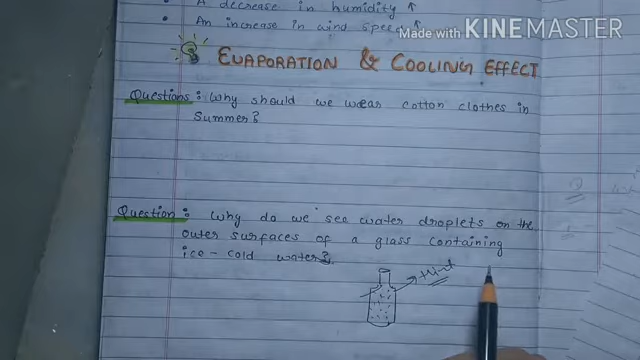 • A decrease in humidity ↑
• An increase in wind speed ↑
Made with KINEMASTER
EVAPORATION & COOLING EFFECT
Questions: Why should we wear cotton clothes in
Summer?
Question: Why do we see water droplets on the
outer surfaces of a glass containing
ice-cold water?
Hint